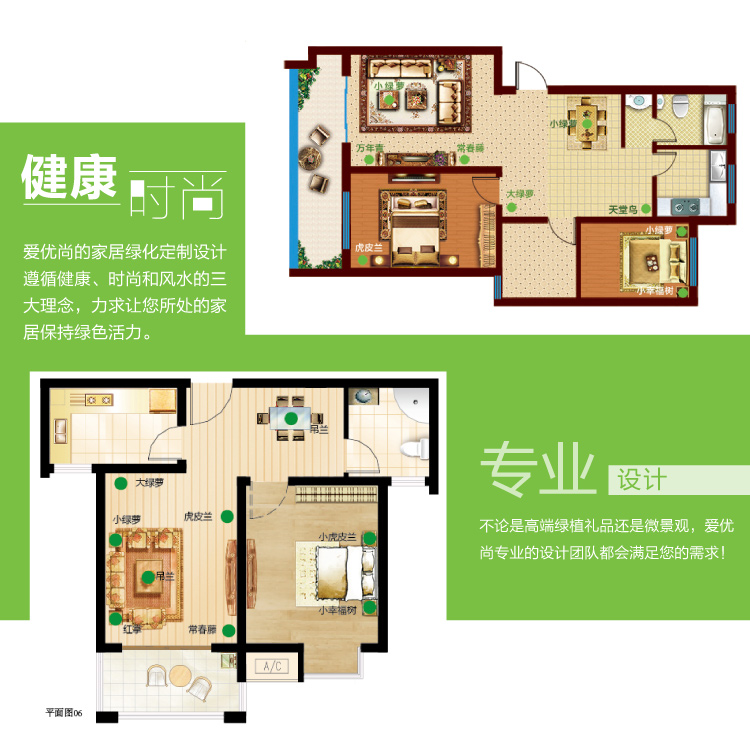 健康
时尚
爱优尚的家居绿化定制设计
遵循健康、时尚和风水的三
大理念，力求让您所处的家
居保持绿色活力。
小绿萝
小绿萝
万年青
常春藤
大绿萝
天堂鸟
虎皮兰
小绿萝
小幸福树
专业
设计
不论是高端绿植礼品还是微景观，爱优
尚专业的设计团队都会满足您的需求！
吊兰
大绿萝
小绿萝
虎皮兰
小虎皮兰
吊兰
小幸福树
红掌
常春藤
A/C
平面图06